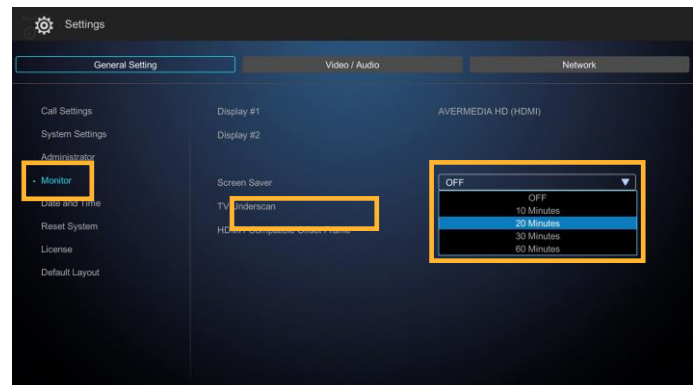 Settings
General Setting
Video / Audio
Network
Call Settings
Display #1
AVERMEDIA HD (HDMI)
System Settings
Display #2
Administrator
Monitor
Screen Saver
OFF
Date and Time
TV Underscan
OFF
10 Minutes
Reset System
HDMI Compatible Offset Frame
20 Minutes
License
30 Minutes
60 Minutes
Default Layout